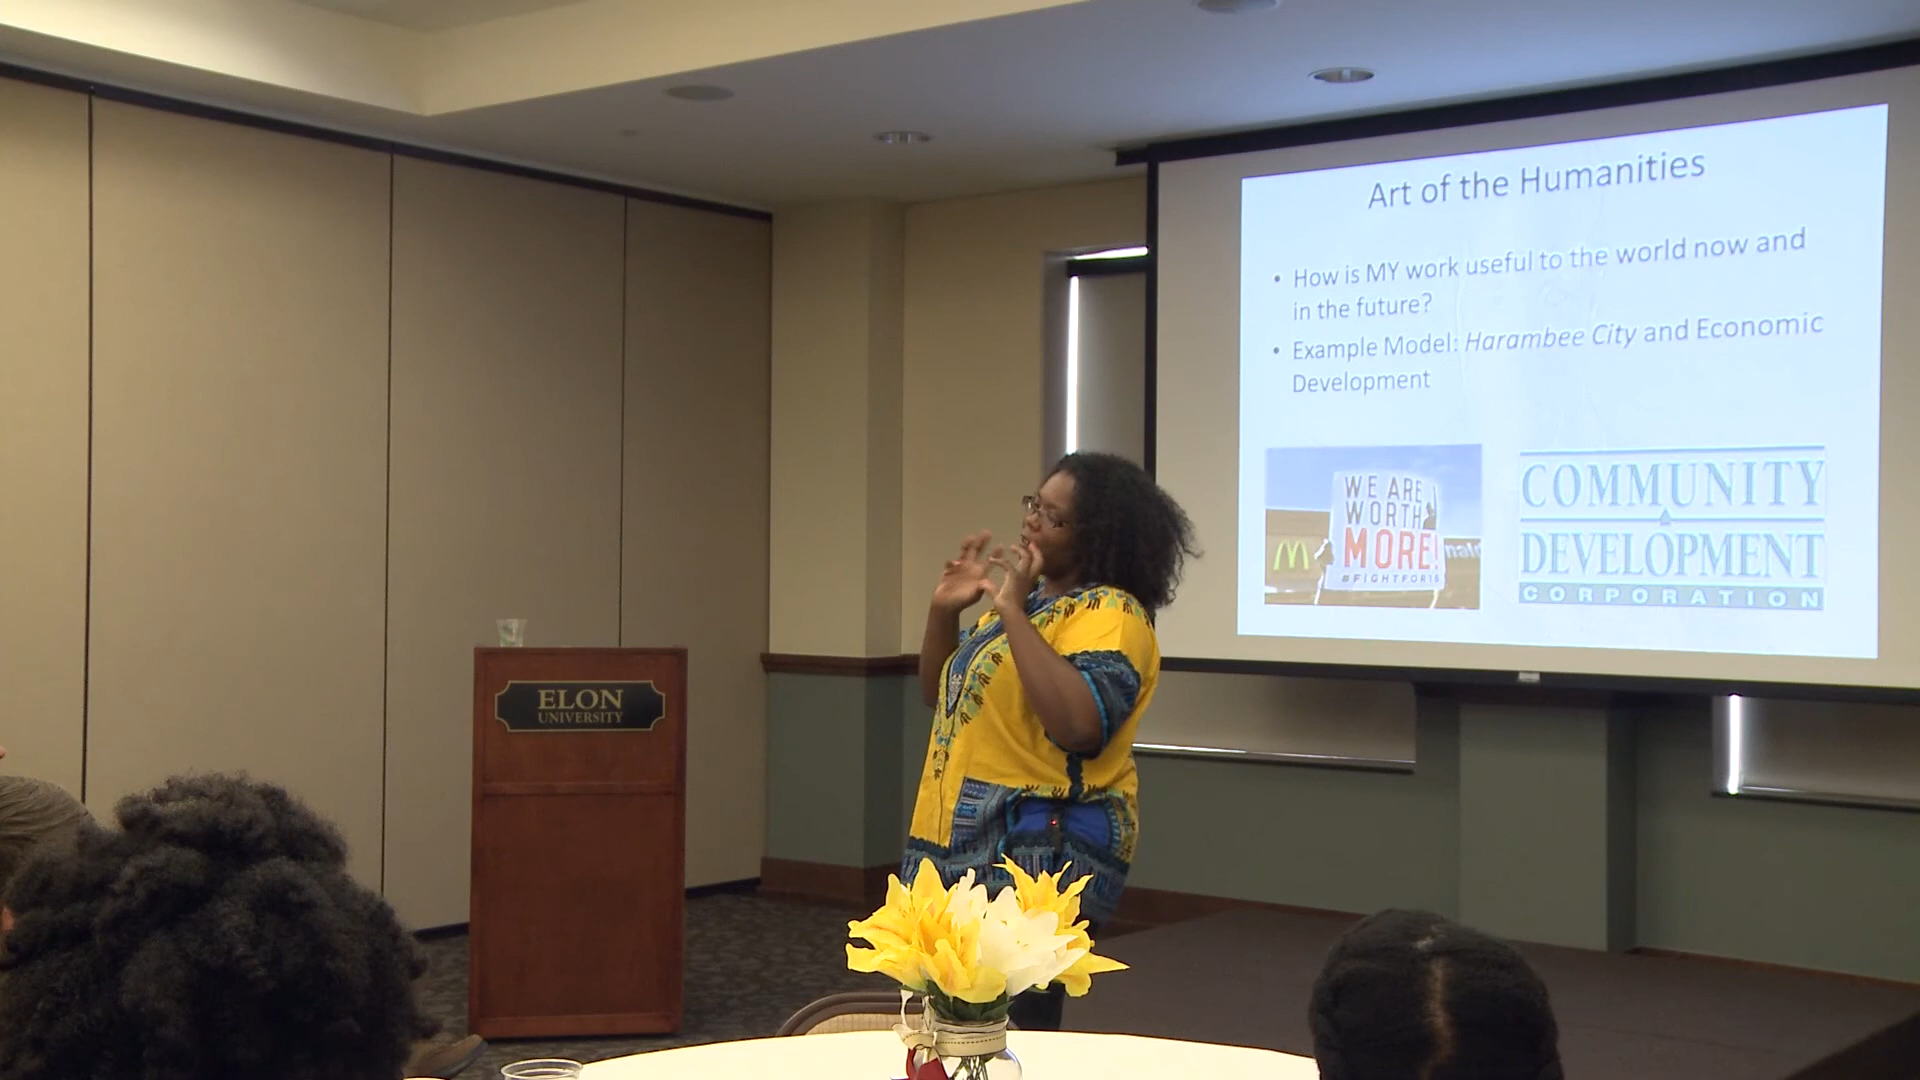 Art of the Humanities
• How is MY work useful to the world now and
in the future?
• Example Model: Harambee City and Economic
Development
WE ARE
WORTH
MORE!
#FIGHTFOR15
nald
COMMUNITY
DEVELOPMENT
CORPORATION
ELON
UNIVERSITY